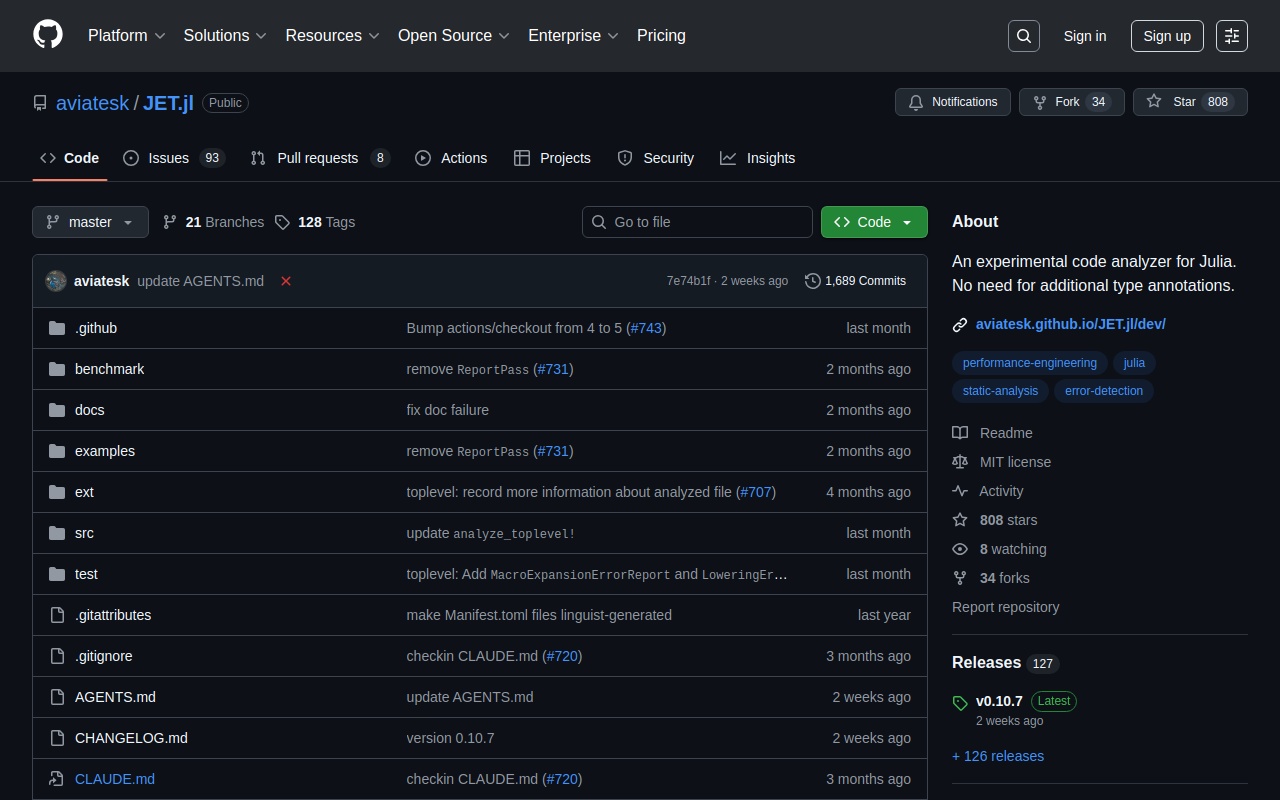 Platform Solutions Resources Open Source Enterprise Pricing Sign in Sign up
aviatesk / JET.jl Public Notifications Fork 34 Star 808
Code Issues 93 Pull requests 8 Actions Projects Security Insights
master 21 Branches 128 Tags Go to file Code
aviatesk update AGENTS.md 7e74b1f · 2 weeks ago 1,689 Commits
.github Bump actions/checkout from 4 to 5 (#743) last month
benchmark remove ReportPass (#731) 2 months ago
docs fix doc failure 2 months ago
examples remove ReportPass (#731) 2 months ago
ext toplevel: record more information about analyzed file (#707) 4 months ago
src update analyze_toplevel! last month
test toplevel: Add MacroExpansionErrorReport and LoweringEr... last month
.gitattributes make Manifest.toml files linguist-generated last year
.gitignore checkin CLAUDE.md (#720) 3 months ago
AGENTS.md update AGENTS.md 2 weeks ago
CHANGELOG.md version 0.10.7 2 weeks ago
CLAUDE.md checkin CLAUDE.md (#720) 3 months ago
About
An experimental code analyzer for Julia.
No need for additional type annotations.
aviatesk.github.io/JET.jl/dev/
performance-engineering julia
static-analysis error-detection
Readme
MIT license
Activity
808 stars
8 watching
34 forks
Report repository
Releases 127
v0.10.7 Latest
2 weeks ago
+ 126 releases